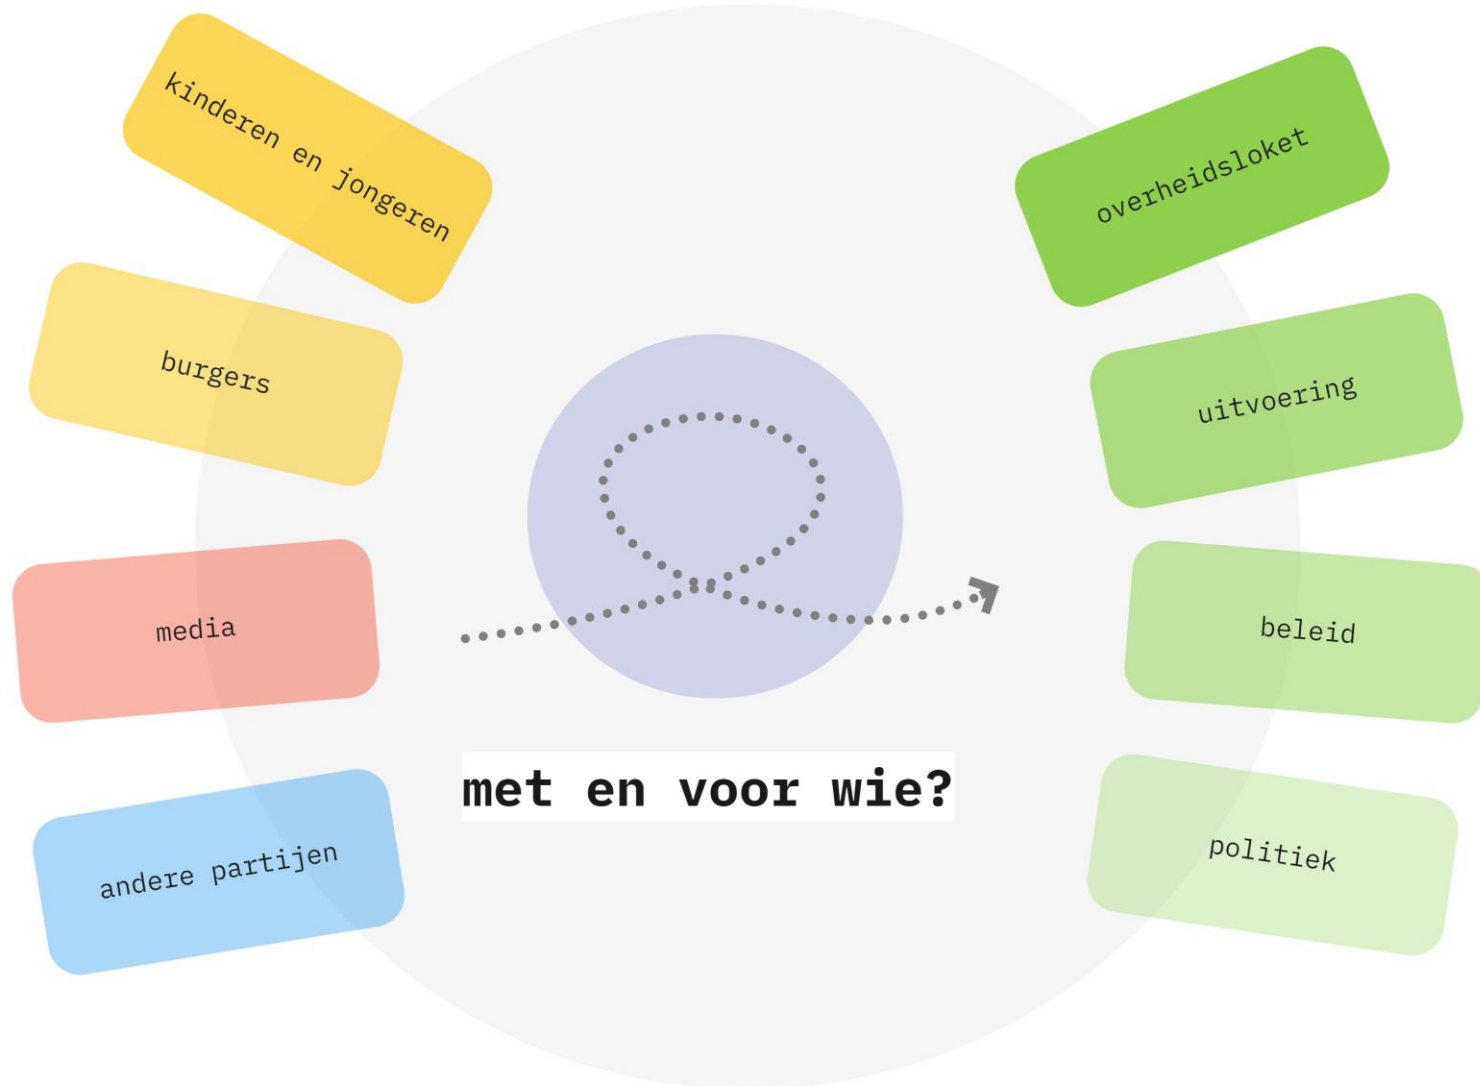 kinderen en jongeren
burgers
media
andere partijen
met en voor wie?
overheidsloket
uitvoering
beleid
politiek